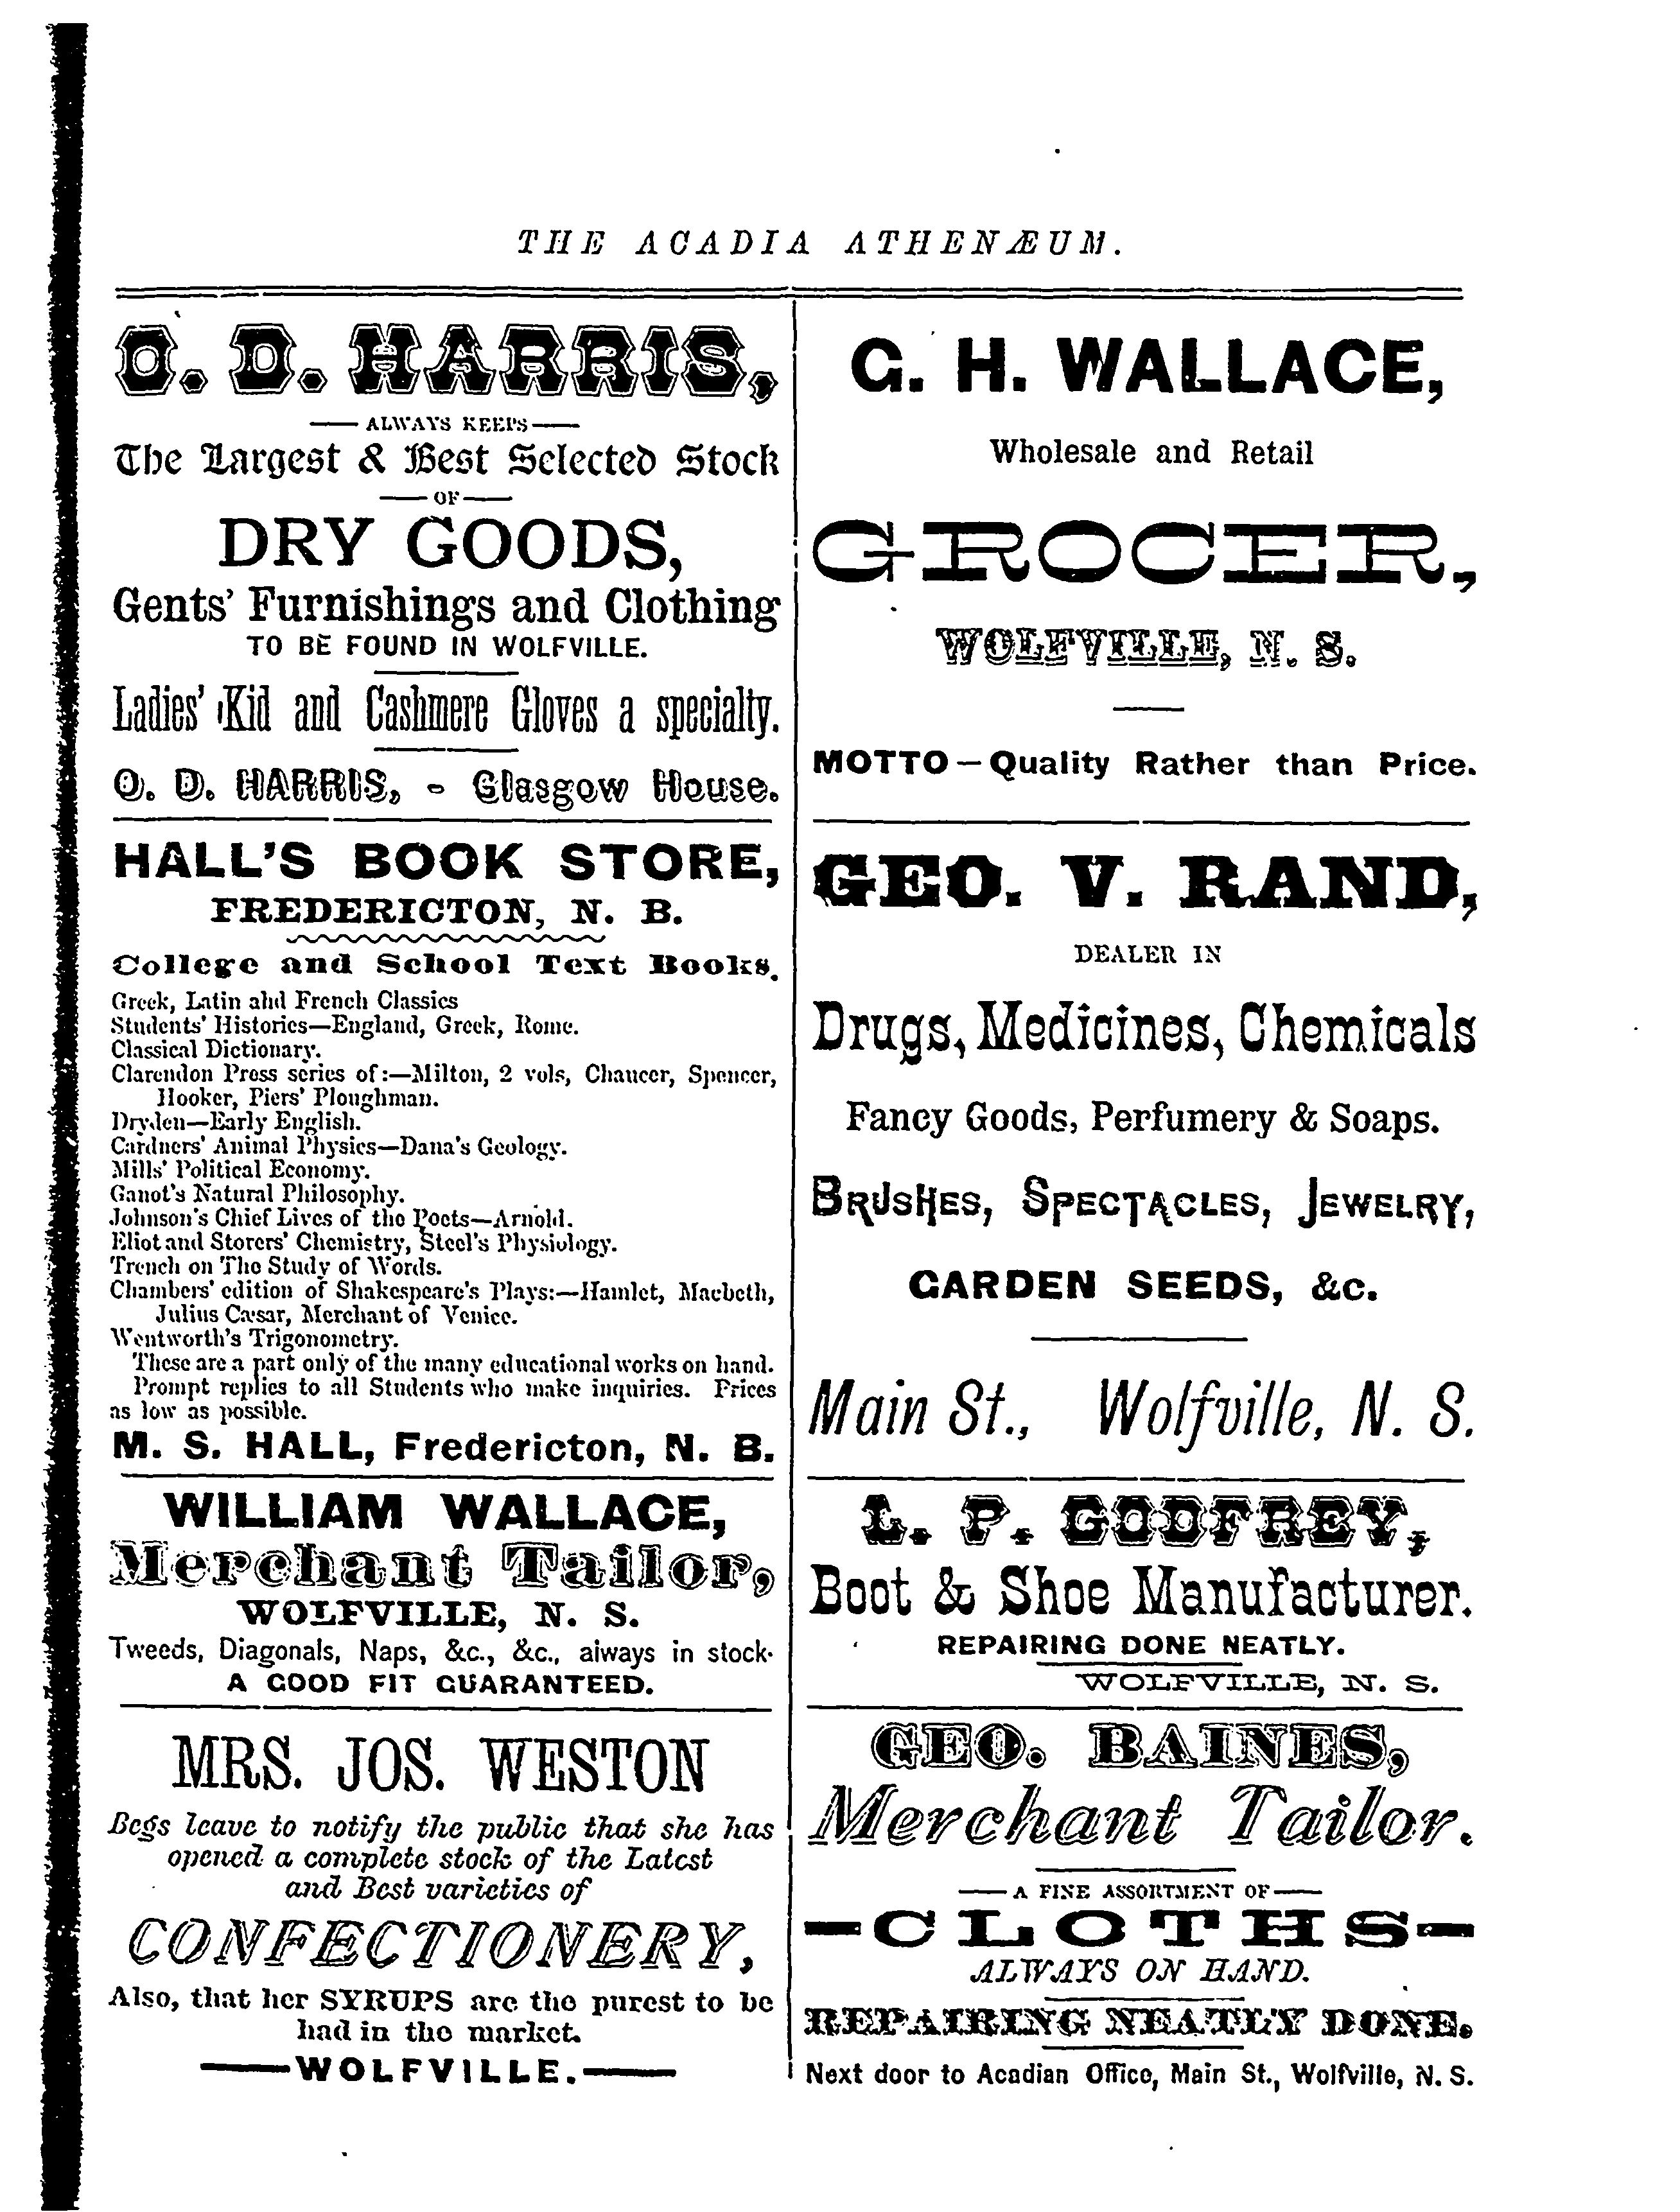 THE ACADIA ATHENÆUM.
O. D. HARRIS,
ALWAYS KEEPS
The Largest & Best Selected Stock
OF
DRY GOODS,
Gents' Furnishings and Clothing
TO BE FOUND IN WOLFVILLE.
Ladies' Kid and Cashmere Gloves a specialty.
O. D. HARRIS, - Glasgow House.
HALL'S BOOK STORE,
FREDERICTON, N. B.
College and School Text Books.
Greek, Latin and French Classics
Students' Histories—England, Greek, Rome.
Classical Dictionary.
Clarendon Press series of:—Milton, 2 vols, Chaucer, Spencer,
Hooker, Piers' Ploughman.
Dryden—Early English.
Cardners' Animal Physics—Dana's Geology.
Mills' Political Economy.
Ganot's Natural Philosophy.
Johnson's Chief Lives of the Poets—Arnold.
Eliot and Storers' Chemistry, Steel's Physiology.
Trench on The Study of Words.
Chambers' edition of Shakespeare's Plays:—Hamlet, Macbeth,
Julius Cæsar, Merchant of Venice.
Wentworth's Trigonometry.
These are a part only of the many educational works on hand.
Prompt replies to all Students who make inquiries. Prices
as low as possible.
M. S. HALL, Fredericton, N. B.
WILLIAM WALLACE,
Merchant Tailor,
WOLFVILLE, N. S.
Tweeds, Diagonals, Naps, &c., &c., always in stock.
A GOOD FIT GUARANTEED.
MRS. JOS. WESTON
Begs leave to notify the public that she has
opened a complete stock of the Latest
and Best varieties of
CONFECTIONERY,
Also, that her SYRUPS are the purest to be
had in the market.
WOLFVILLE.
G. H. WALLACE,
Wholesale and Retail
GROCER,
WOLFVILLE, N. S.
MOTTO—Quality Rather than Price.
GEO. V. RAND,
DEALER IN
Drugs, Medicines, Chemicals
Fancy Goods, Perfumery & Soaps.
BRUSHES, SPECTACLES, JEWELRY,
GARDEN SEEDS, &c.
Main St., Wolfville, N. S.
L. P. GODFREY,
Boot & Shoe Manufacturer.
REPAIRING DONE NEATLY.
WOLFVILLE, N. S.
GEO. BAINES,
Merchant Tailor.
A FINE ASSORTMENT OF
—CLOTHS—
ALWAYS ON HAND.
REPAIRING NEATLY DONE.
Next door to Acadian Office, Main St., Wolfville, N. S.